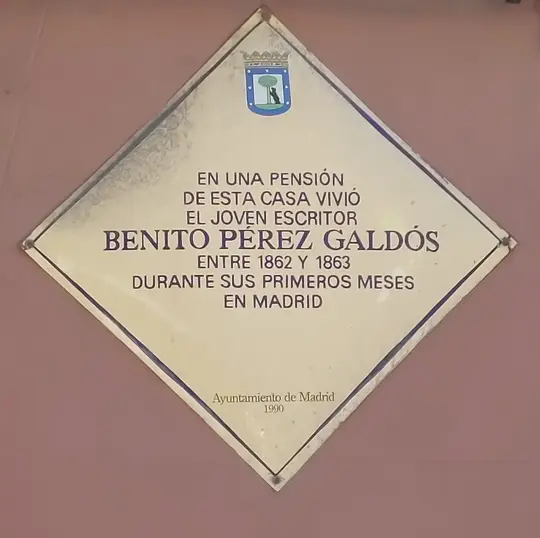 EN UNA PENSIÓN
DE ESTA CASA VIVIÓ
EL JOVEN ESCRITOR
BENITO PÉREZ GALDÓS
ENTRE 1862 Y 1863
DURANTE SUS PRIMEROS MESES
EN MADRID
Ayuntamiento de Madrid
1990